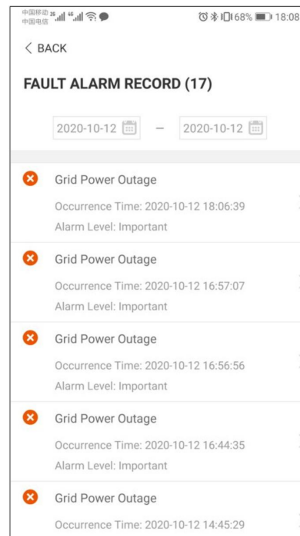 中国移动 2G 46
中国电信 68% 18:08
BACK
FAULT ALARM RECORD (17)
2020-10-12 – 2020-10-12
Grid Power Outage
Occurrence Time: 2020-10-12 18:06:39
Alarm Level: Important
Grid Power Outage
Occurrence Time: 2020-10-12 16:57:07
Alarm Level: Important
Grid Power Outage
Occurrence Time: 2020-10-12 16:56:56
Alarm Level: Important
Grid Power Outage
Occurrence Time: 2020-10-12 16:44:35
Alarm Level: Important
Grid Power Outage
Occurrence Time: 2020-10-12 14:45:29